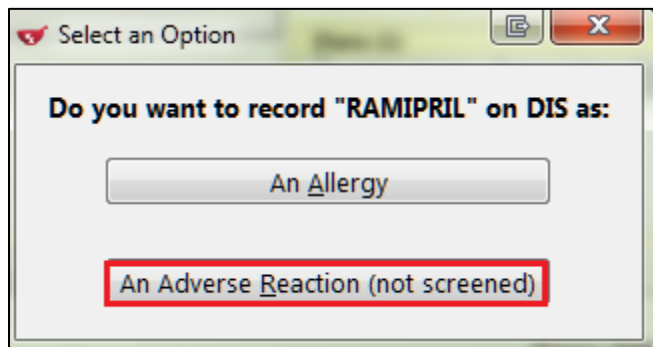 Select an Option
Do you want to record "RAMIPRIL" on DIS as:
An Allergy
An Adverse Reaction (not screened)